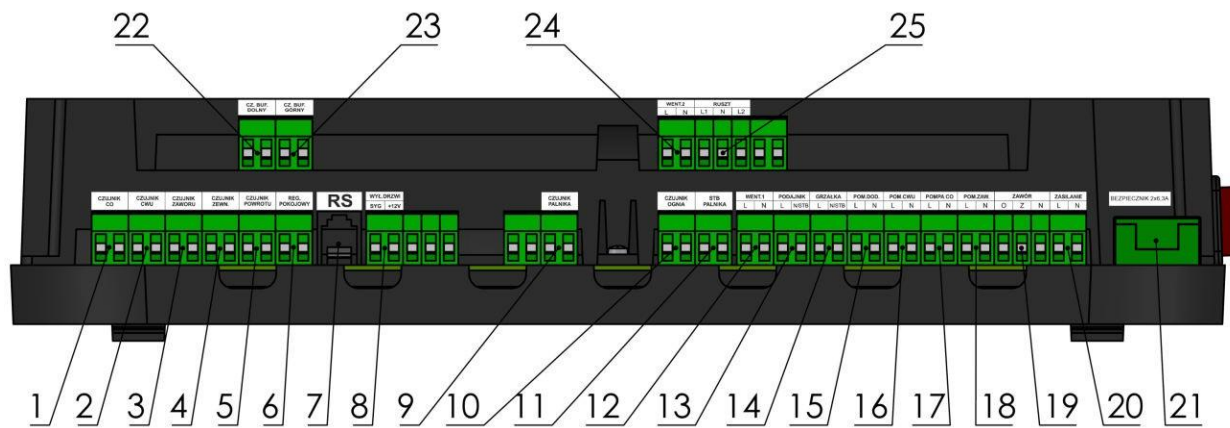 22 23 24 25
CZ. BUF. DOLNY
CZ. BUF. GÓRNY
WENT.2 RUSZT
L N L1 N L2
CZUJNIK CO
CZUJNIK CWU
CZUJNIK ZAWORU
CZUJNIK ZEWN.
CZUJNIK POWROTU
REG. POKOJOWY
RS
WYŁ.DRZWI
SYG +12V
CZUJNIK PALNIKA
CZUJNIK OGNIA
STB PALNIKA
WENT.1 PODAJNIK GRZAŁKA POM.DOD. POM.CWU POMPA CO POM.ZAW. ZAWÓR ZASILANIE
L N L N/STB L N/STB L N L N L N L N O Z N L N
BEZPIECZNIK 2x6,3A
1 2 3 4 5 6 7 8 9 10 11 12 13 14 15 16 17 18 19 20 21